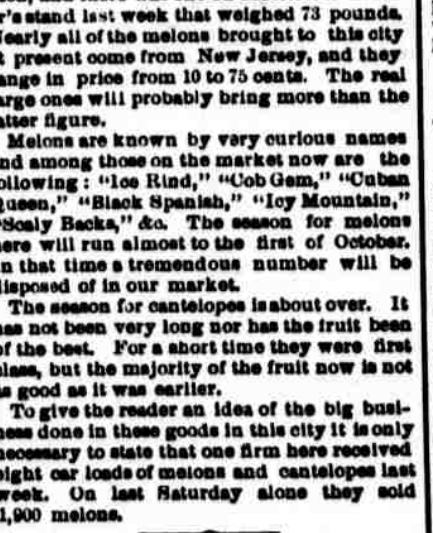 r's stand last week that weighed 73 pounds.
Nearly all of the melons brought to this city
t present come from New Jersey, and they
ange in price from 10 to 75 cents. The real
arge ones will probably bring more than the
atter figure.
Melons are known by very curious names
nd among those on the market now are the
ollowing: "Ice Rind," "Cob Gem," "Cuban
Queen," "Black Spanish," "Icy Mountain,"
"Scaly Backs," &c. The season for melons
ere will run almost to the first of October.
n that time a tremendous number will be
disposed of in our market.
The season for cantelopes is about over. It
as not been very long nor has the fruit been
of the best. For a short time they were first
class, but the majority of the fruit now is not
as good as it was earlier.
To give the reader an idea of the big busi-
ness done in these goods in this city it is only
necessary to state that one firm here received
eight car loads of melons and cantelopes last
week. On last Saturday alone they sold
1,900 melons.